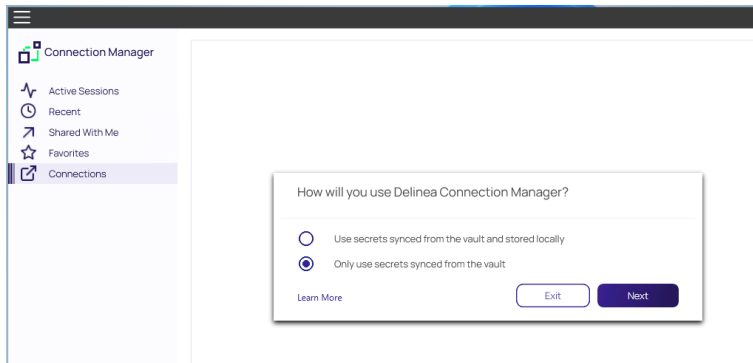 Connection Manager
Active Sessions
Recent
Shared With Me
Favorites
Connections
How will you use Delinea Connection Manager?
Use secrets synced from the vault and stored locally
Only use secrets synced from the vault
Learn More
Exit
Next